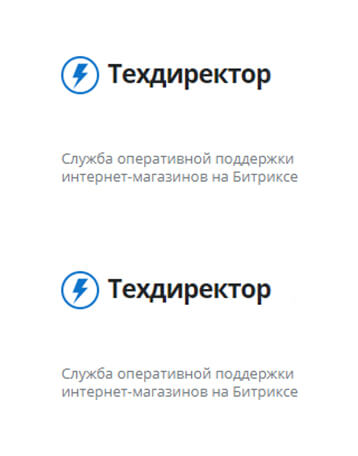 Техдиректор
Служба оперативной поддержки
интернет-магазинов на Битриксе
Техдиректор
Служба оперативной поддержки
интернет-магазинов на Битриксе